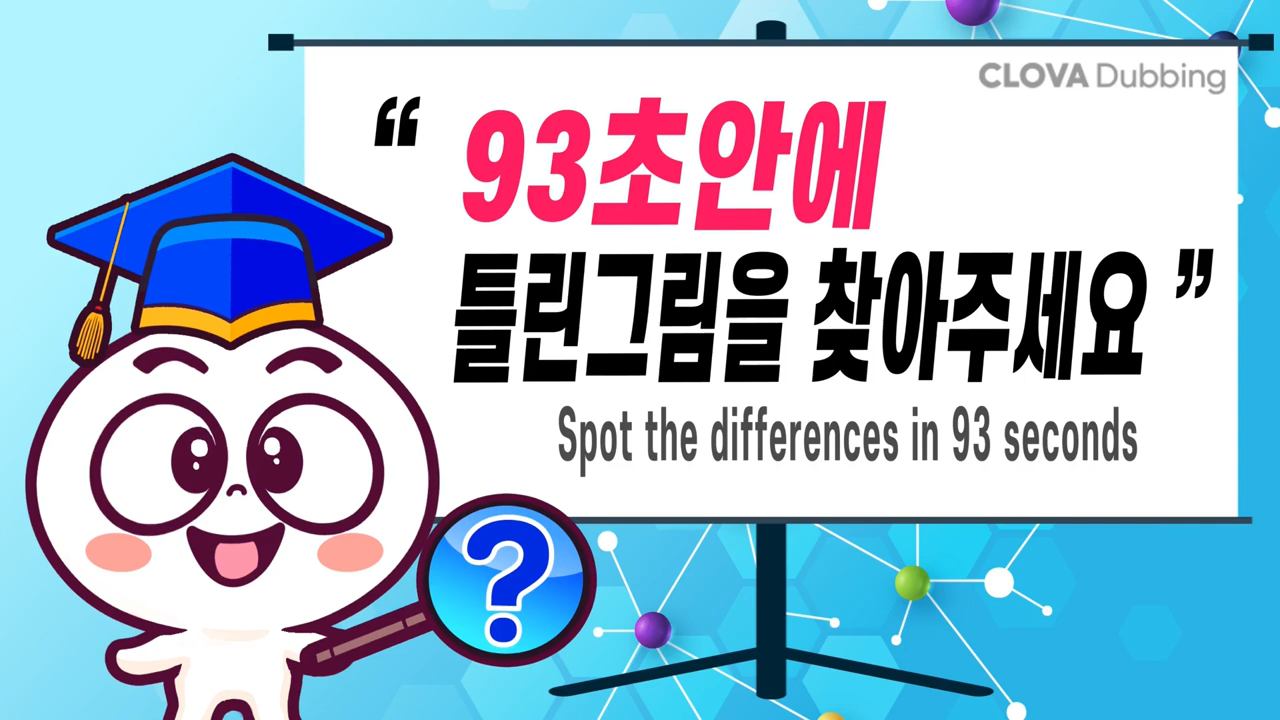 CLOVA Dubbing
“ 93초안에
틀린그림을 찾아주세요 ”
Spot the differences in 93 seconds
?